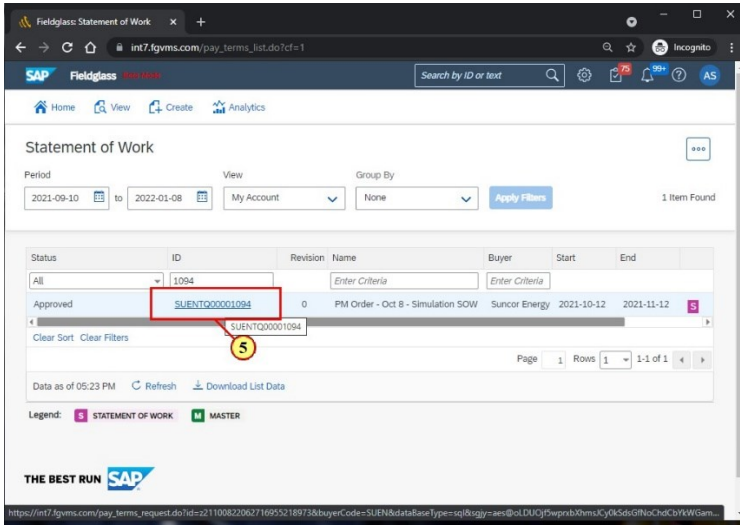 Fieldglass: Statement of Work
int7.fgvms.com/pay_terms_list.do?cf=1
Incognito
SAP Fieldglass
Search by ID or text
75
99+
AS
Home View Create Analytics
Statement of Work
Period View Group By
2021-09-10 to 2022-01-08 My Account None Apply Filters 1 Item Found
Status ID Revision Name Buyer Start End
All 1094 Enter Criteria Enter Criteria
Approved SUENTQ00001094 0 PM Order - Oct 8 - Simulation SOW Suncor Energy 2021-10-12 2021-11-12 S
SUENTQ00001094
Clear Sort Clear Filters
5
Page 1 Rows 1 1-1 of 1
Data as of 05:23 PM Refresh Download List Data
Legend: S STATEMENT OF WORK M MASTER
THE BEST RUN SAP